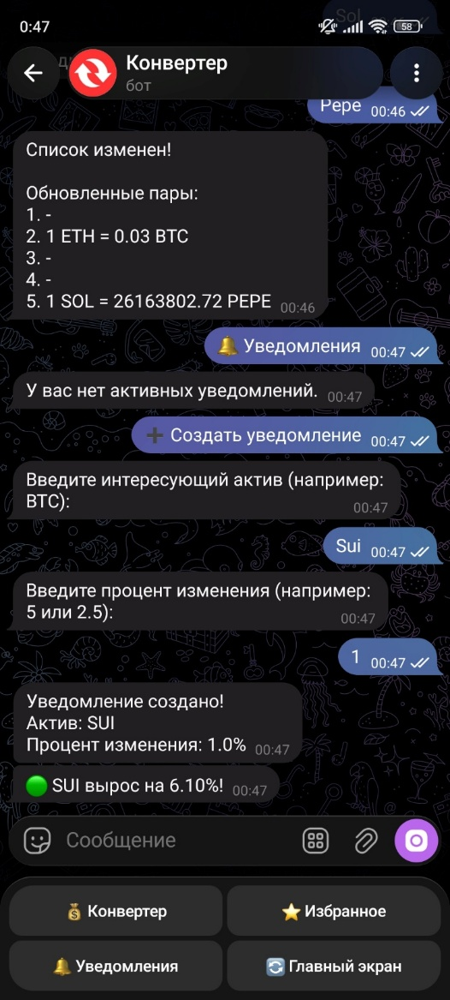 Sol
0:47
58
Конвертер
бот
Pepe 00:46
Список изменен!
Обновленные пары:
1. -
2. 1 ETH = 0.03 BTC
3. -
4. -
5. 1 SOL = 26163802.72 PEPE 00:46
🔔 Уведомления 00:47
У вас нет активных уведомлений. 00:47
➕ Создать уведомление 00:47
Введите интересующий актив (например:
BTC): 00:47
Sui 00:47
Введите процент изменения (например:
5 или 2.5): 00:47
1 00:47
Уведомление создано!
Актив: SUI
Процент изменения: 1.0% 00:47
🟢 SUI вырос на 6.10%! 00:47
Сообщение
💰 Конвертер
⭐ Избранное
🔔 Уведомления
🔄 Главный экран